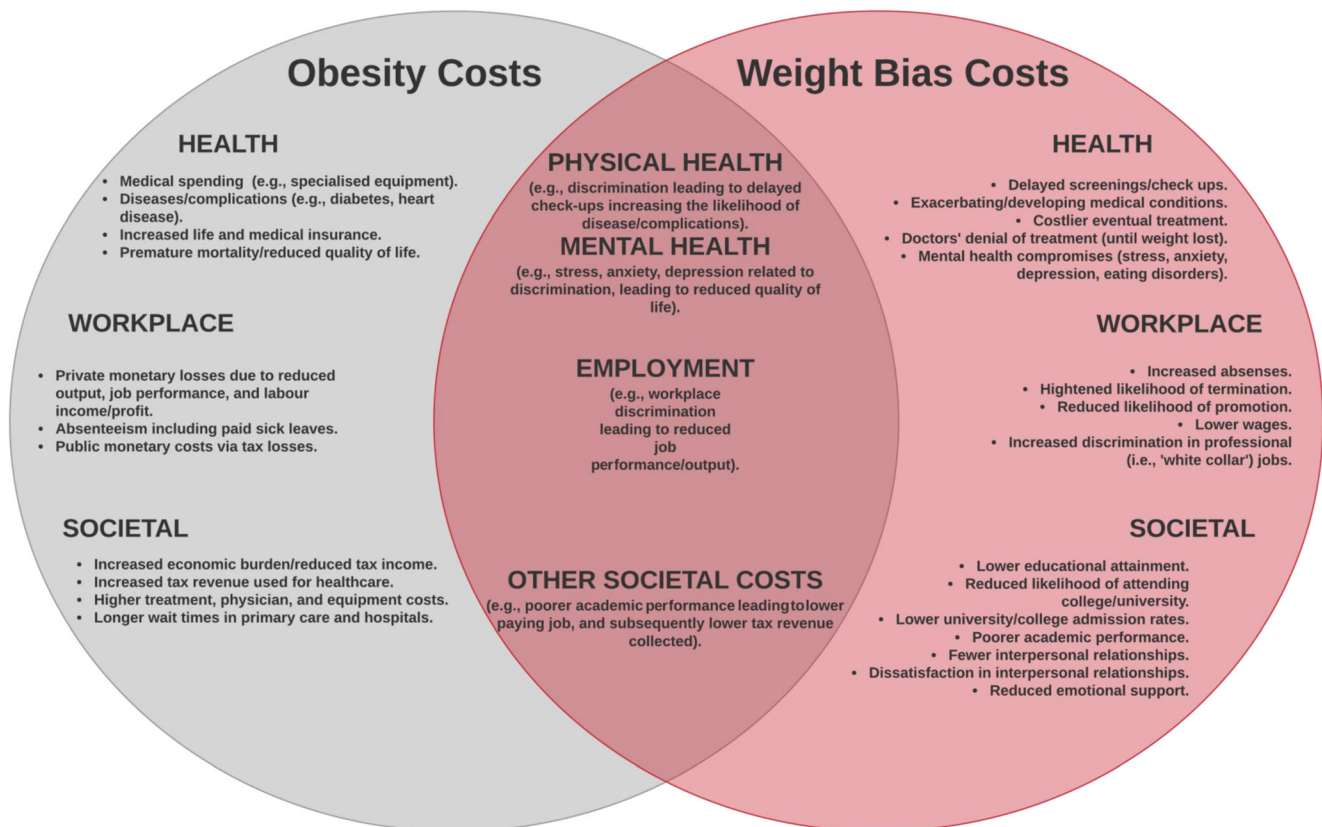 Obesity Costs
HEALTH
• Medical spending (e.g., specialised equipment).
• Diseases/complications (e.g., diabetes, heart
disease).
• Increased life and medical insurance.
• Premature mortality/reduced quality of life.
WORKPLACE
• Private monetary losses due to reduced
output, job performance, and labour
income/profit.
• Absenteeism including paid sick leaves.
• Public monetary costs via tax losses.
SOCIETAL
• Increased economic burden/reduced tax income.
• Increased tax revenue used for healthcare.
• Higher treatment, physician, and equipment costs.
• Longer wait times in primary care and hospitals.
PHYSICAL HEALTH
(e.g., discrimination leading to delayed
check-ups increasing the likelihood of
disease/complications).
MENTAL HEALTH
(e.g., stress, anxiety, depression related to
discrimination, leading to reduced quality of
life).
EMPLOYMENT
(e.g., workplace
discrimination
leading to reduced
job
performance/output).
OTHER SOCIETAL COSTS
(e.g., poorer academic performance leading to lower
paying job, and subsequently lower tax revenue
collected).
Weight Bias Costs
HEALTH
• Delayed screenings/check ups.
• Exacerbating/developing medical conditions.
• Costlier eventual treatment.
• Doctors' denial of treatment (until weight lost).
• Mental health compromises (stress, anxiety,
depression, eating disorders).
WORKPLACE
• Increased absenses.
• Hightened likelihood of termination.
• Reduced likelihood of promotion.
• Lower wages.
• Increased discrimination in professional
(i.e., 'white collar') jobs.
SOCIETAL
• Lower educational attainment.
• Reduced likelihood of attending
college/university.
• Lower university/college admission rates.
• Poorer academic performance.
• Fewer interpersonal relationships.
• Dissatisfaction in interpersonal relationships.
• Reduced emotional support.